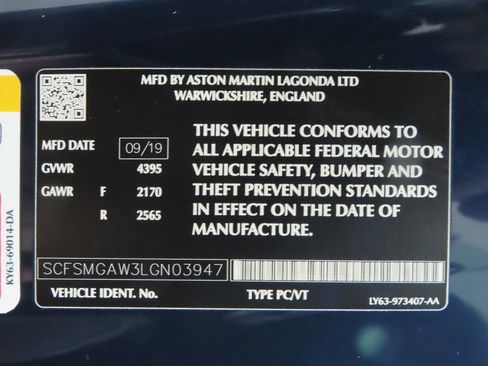 MFD BY ASTON MARTIN LAGONDA LTD
WARWICKSHIRE, ENGLAND
MFD DATE 09/19
GVWR 4395
GAWR F 2170
R 2565
THIS VEHICLE CONFORMS TO
ALL APPLICABLE FEDERAL MOTOR
VEHICLE SAFETY, BUMPER AND
THEFT PREVENTION STANDARDS
IN EFFECT ON THE DATE OF
MANUFACTURE.
SCFSMGAW3LGN03947
VEHICLE IDENT. No. TYPE PC/VT
LY63-973407-AA
KY63-69014-DA